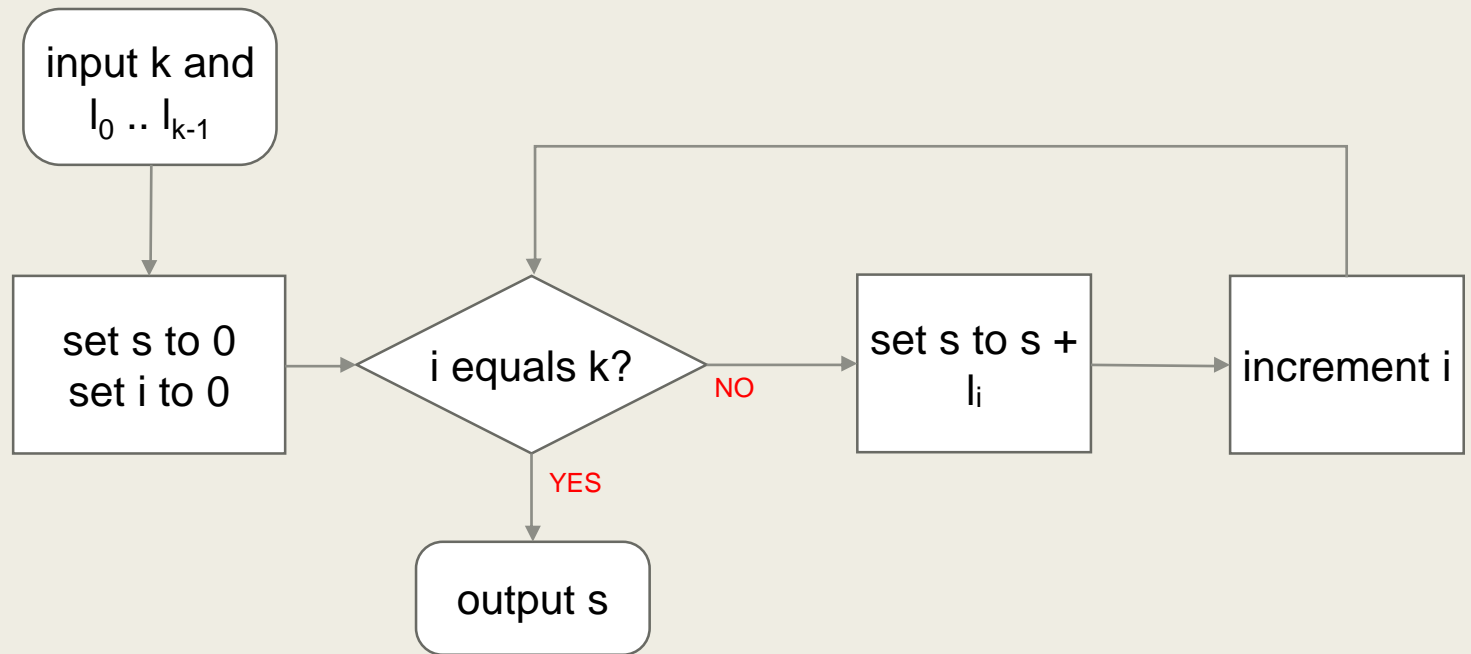 input k and
l₀ .. lₖ₋₁
set s to 0
set i to 0
i equals k?
NO
set s to s +
lᵢ
increment i
YES
output s